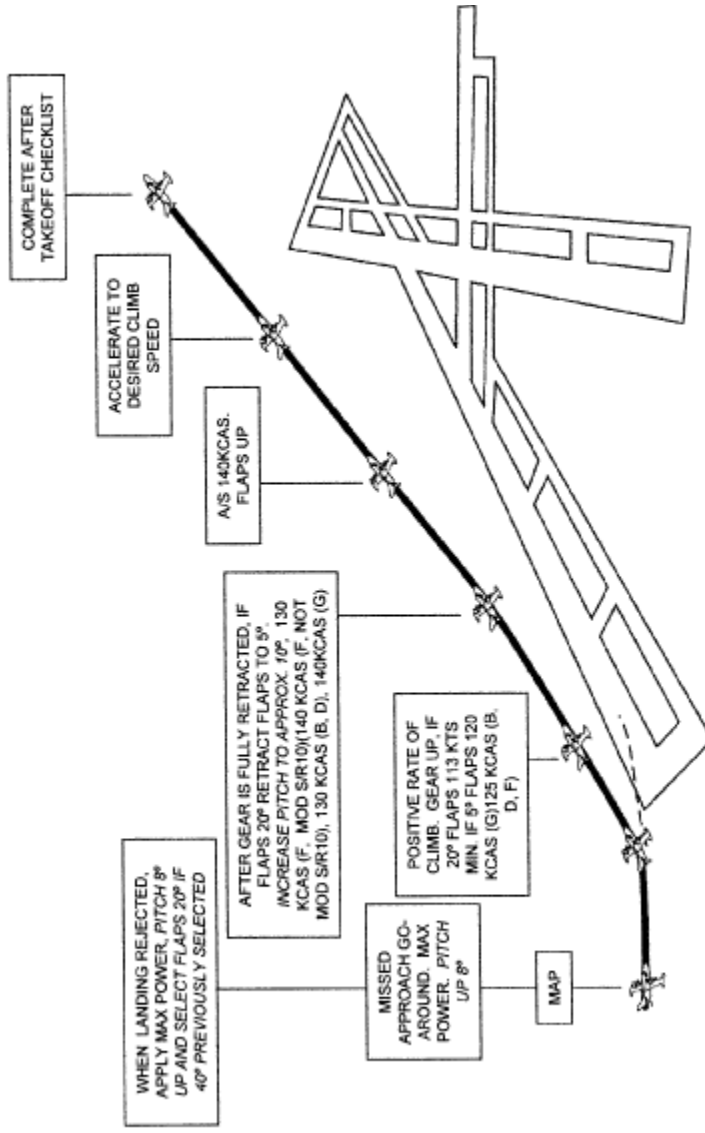 WHEN LANDING REJECTED,
APPLY MAX POWER, PITCH 8º
UP AND SELECT FLAPS 20º IF
40º PREVIOUSLY SELECTED
MISSED
APPROACH GO-
AROUND. MAX
POWER. PITCH
UP 8º
MAP
POSITIVE RATE OF
CLIMB. GEAR UP, IF
20º FLAPS 113 KTS
MIN. IF 5º FLAPS 120
KCAS (G)125 KCAS (B,
D, F)
AFTER GEAR IS FULLY RETRACTED, IF
FLAPS 20º RETRACT FLAPS TO 5º.
INCREASE PITCH TO APPROX. 10º, 130
KCAS (F, MOD S/R10)(140 KCAS (F, NOT
MOD S/R10), 130 KCAS (B, D), 140KCAS (G)
A/S 140KCAS.
FLAPS UP
ACCELERATE TO
DESIRED CLIMB
SPEED
COMPLETE AFTER
TAKEOFF CHECKLIST